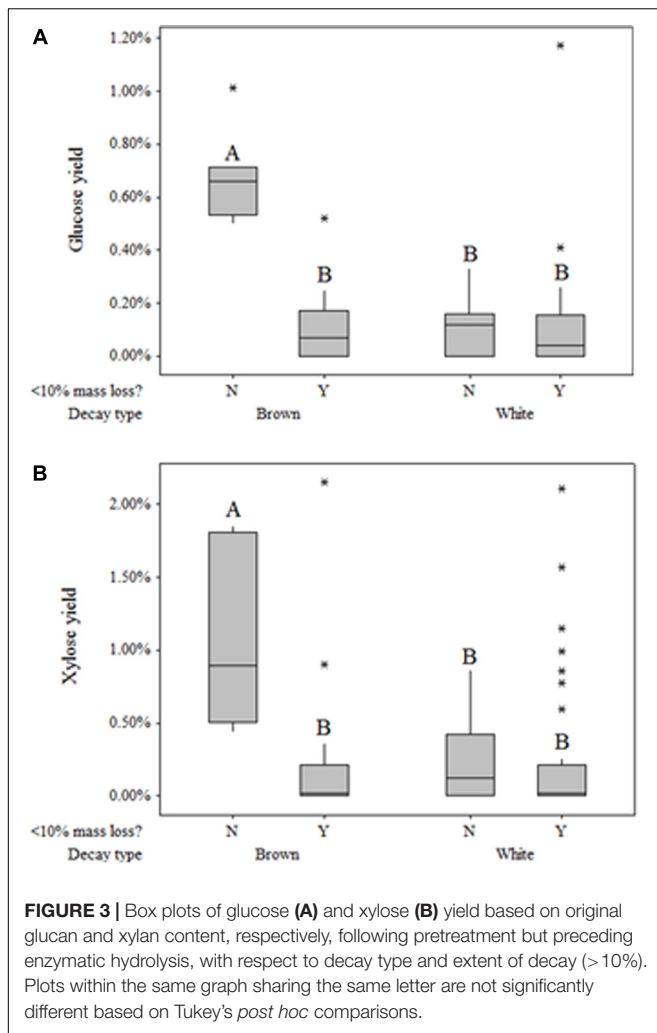 A
1.20%
1.00%
0.80%
0.60%
0.40%
0.20%
0.00%
Glucose yield
A
B
B
B
<10% mass loss? N Y N Y
Decay type Brown White
B
2.00%
1.50%
1.00%
0.50%
0.00%
Xylose yield
A
B
B
B
<10% mass loss? N Y N Y
Decay type Brown White
FIGURE 3 | Box plots of glucose (A) and xylose (B) yield based on original
glucan and xylan content, respectively, following pretreatment but preceding
enzymatic hydrolysis, with respect to decay type and extent of decay (>10%).
Plots within the same graph sharing the same letter are not significantly
different based on Tukey's post hoc comparisons.